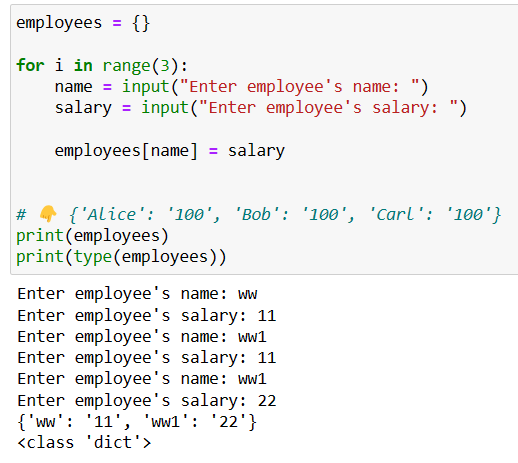 employees = {}
for i in range(3):
    name = input("Enter employee's name: ")
    salary = input("Enter employee's salary: ")
    employees[name] = salary
# 👇 {'Alice': '100', 'Bob': '100', 'Carl': '100'}
print(employees)
print(type(employees))
Enter employee's name: ww
Enter employee's salary: 11
Enter employee's name: ww1
Enter employee's salary: 11
Enter employee's name: ww1
Enter employee's salary: 22
{'ww': '11', 'ww1': '22'}
<class 'dict'>